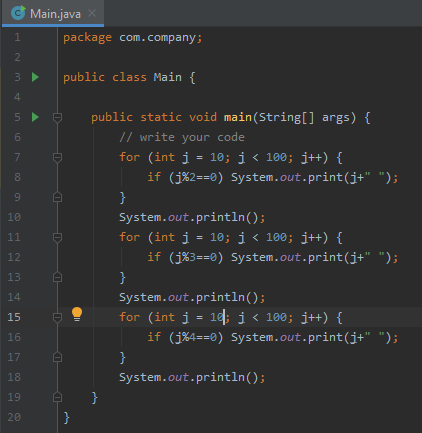 Main.java ×
1 package com.company;
2
3 public class Main {
4
5     public static void main(String[] args) {
6         // write your code
7         for (int j = 10; j < 100; j++) {
8             if (j%2==0) System.out.print(j+" ");
9         }
10         System.out.println();
11         for (int j = 10; j < 100; j++) {
12             if (j%3==0) System.out.print(j+" ");
13         }
14         System.out.println();
15         for (int j = 10; j < 100; j++) {
16             if (j%4==0) System.out.print(j+" ");
17         }
18         System.out.println();
19     }
20 }